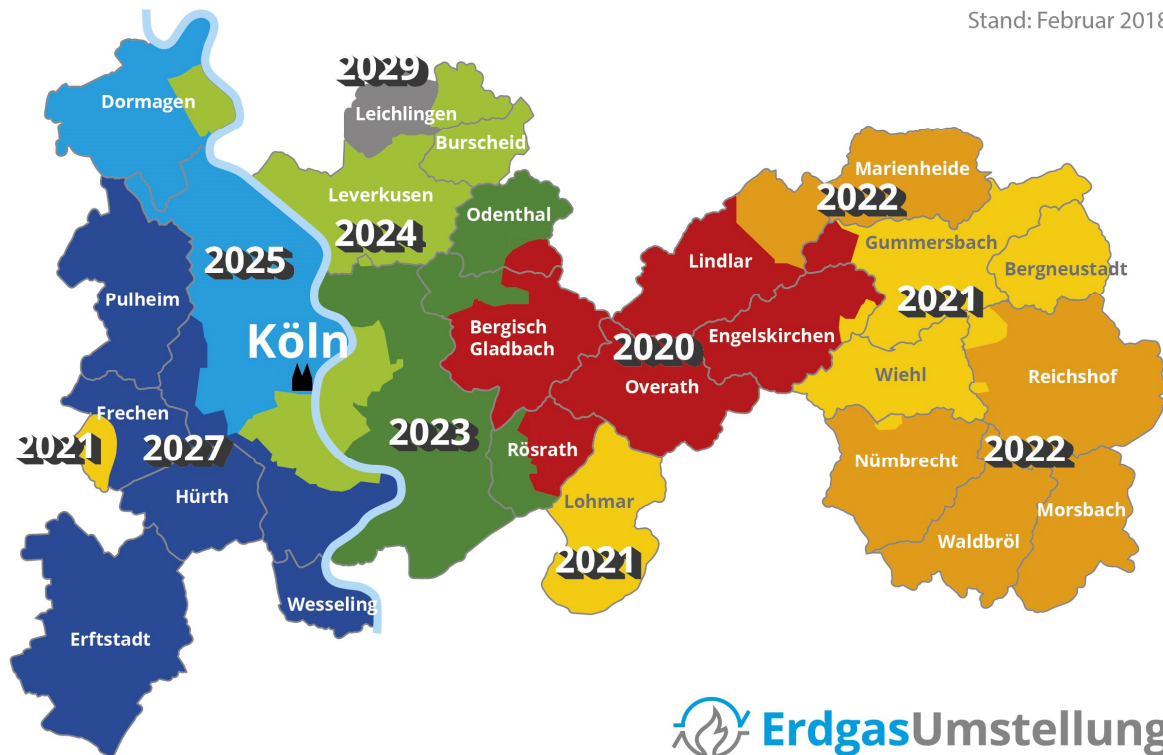 Stand: Februar 2018
2029
Dormagen
Leichlingen
Burscheid
Marienheide
Leverkusen
2022
Odenthal
2024
Gummersbach
2025
Lindlar
Bergneustadt
Pulheim
2021
Bergisch
Gladbach
Engelskirchen
Köln
2020
Wiehl
Reichshof
Overath
Frechen
2023
2021
2027
Rösrath
2022
Nümbrecht
Hürth
Lohmar
Morsbach
Waldbröl
2021
Wesseling
Erftstadt
ErdgasUmstellung